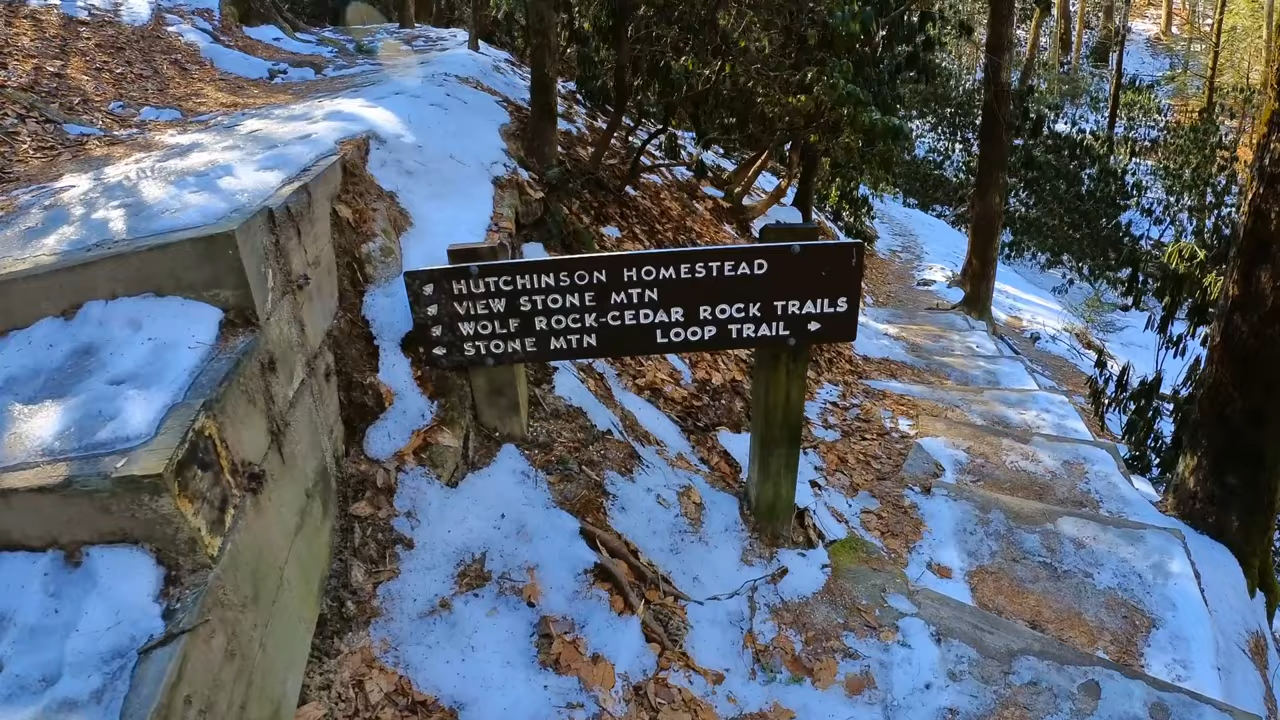 HUTCHINSON HOMESTEAD
VIEW STONE MTN
WOLF ROCK-CEDAR ROCK TRAILS
STONE MTN LOOP TRAIL